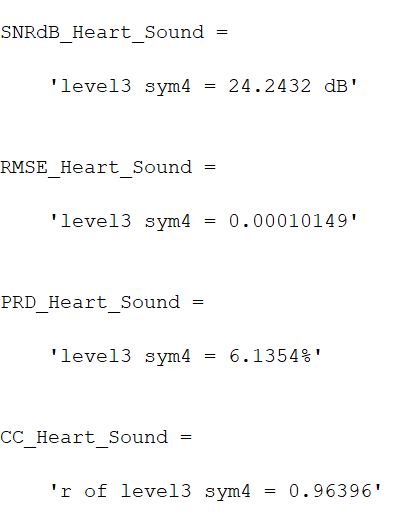 SNRdB_Heart_Sound =
'level3 sym4 = 24.2432 dB'
RMSE_Heart_Sound =
'level3 sym4 = 0.00010149'
PRD_Heart_Sound =
'level3 sym4 = 6.1354%'
CC_Heart_Sound =
'r of level3 sym4 = 0.96396'